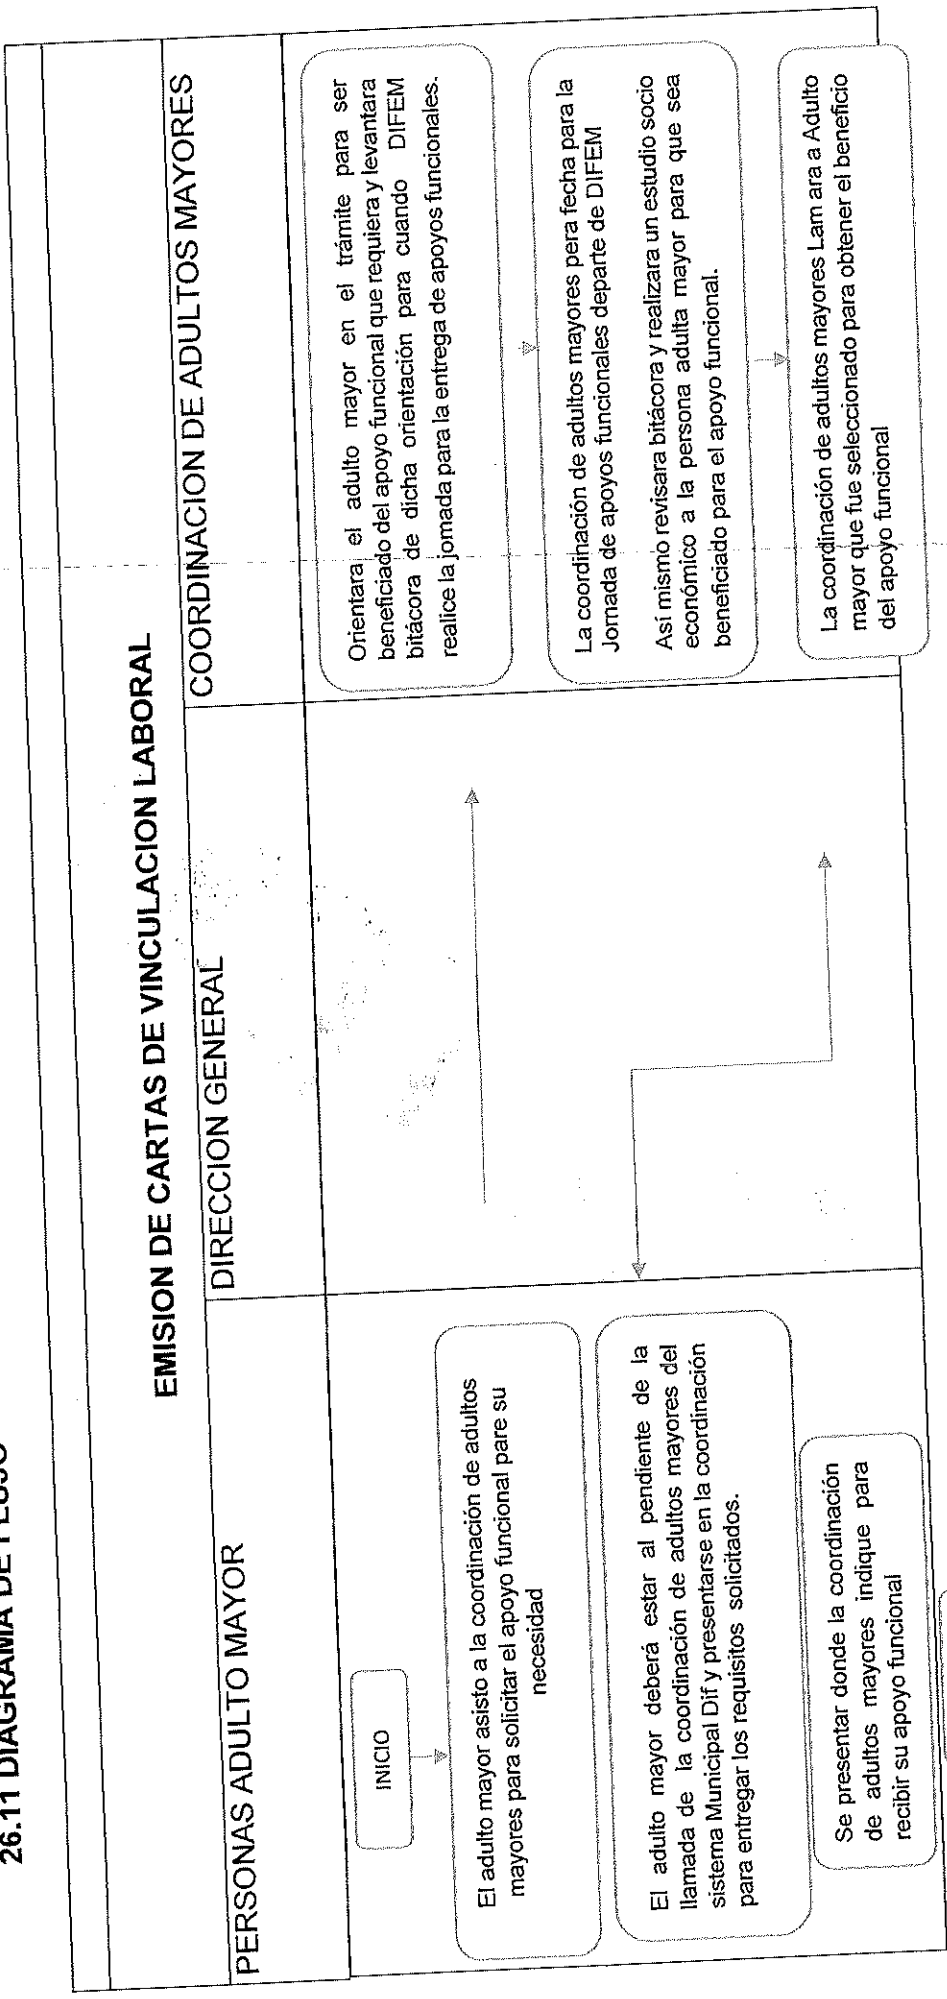 26.11 DIAGRAMA DE FLUJO
EMISION DE CARTAS DE VINCULACION LABORAL
PERSONAS ADULTO MAYOR
DIRECCION GENERAL
COORDINACION DE ADULTOS MAYORES
INICIO
El adulto mayor asisto a la coordinación de adultos
mayores para solicitar el apoyo funcional pare su
necesidad
El adulto mayor deberá estar al pendiente de la
llamada de la coordinación de adultos mayores del
sistema Municipal Dif y presentarse en la coordinación
para entregar los requisitos solicitados.
Se presentar donde la coordinación
de adultos mayores indique para
recibir su apoyo funcional
Orientara el adulto mayor en el trámite para ser
beneficiado del apoyo funcional que requiera y levantara
bitácora de dicha orientación para cuando DIFEM
realice la jornada para la entrega de apoyos funcionales.
La coordinación de adultos mayores pera fecha para la
Jornada de apoyos funcionales departe de DIFEM
Así mismo revisara bitácora y realizara un estudio socio
económico a la persona adulta mayor para que sea
beneficiado para el apoyo funcional.
La coordinación de adultos mayores Lam ara a Adulto
mayor que fue seleccionado para obtener el beneficio
del apoyo funcional